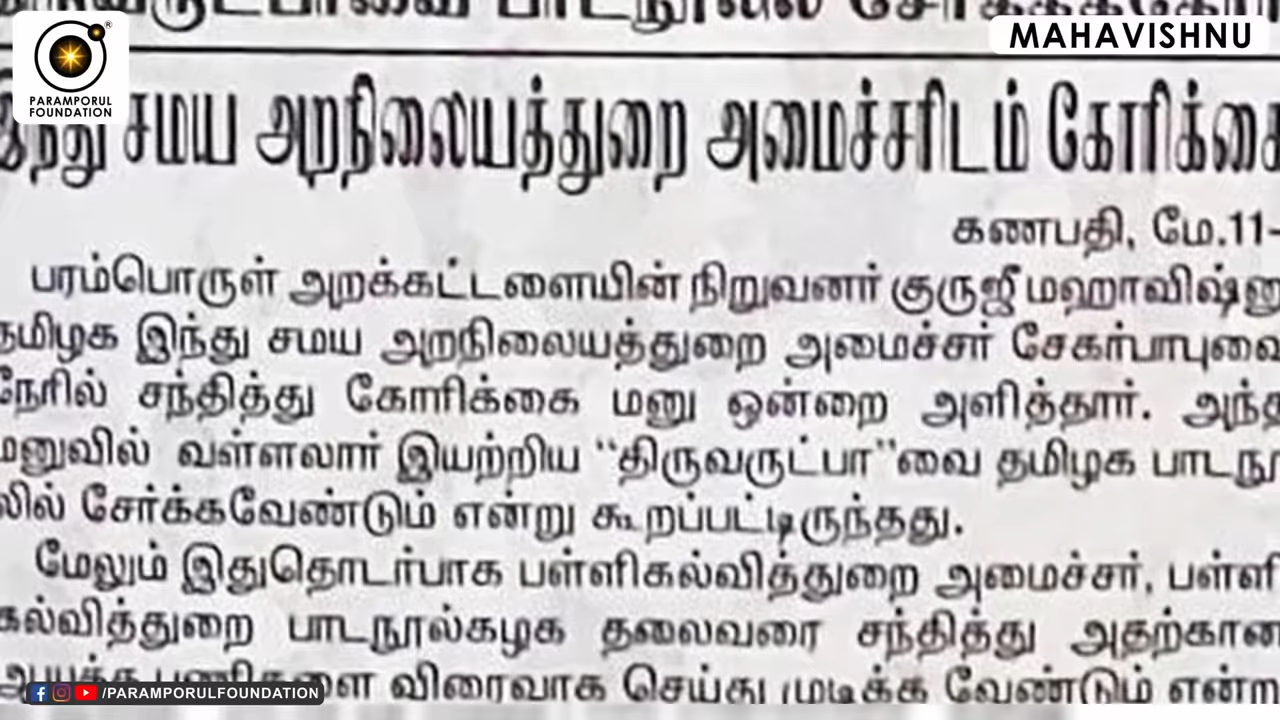 MAHAVISHNU
PARAMPORUL
FOUNDATION
சமய அறநிலையத்துறை அமைச்சரிடம் கோரிக்கை
கணபதி, மே.11-
பரம்பொருள் அறக்கட்டளையின் நிறுவனர் குருஜீ மஹாவிஷ்ணு
தமிழக இந்து சமய அறநிலையத்துறை அமைச்சர் சேகர்பாபுவை
நேரில் சந்தித்து கோரிக்கை மனு ஒன்றை அளித்தார். அந்த
மனுவில் வள்ளலார் இயற்றிய "திருவருட்பா"வை தமிழக பாடநூ
லில் சேர்க்கவேண்டும் என்று கூறப்பட்டிருந்தது.
மேலும் இதுதொடர்பாக பள்ளிகல்வித்துறை அமைச்சர், பள்ளி
கல்வித்துறை பாடநூல்கழக தலைவரை சந்தித்து அதற்கான
விரைவாக செய்து முடிக்க வேண்டும்
/PARAMPORULFOUNDATION